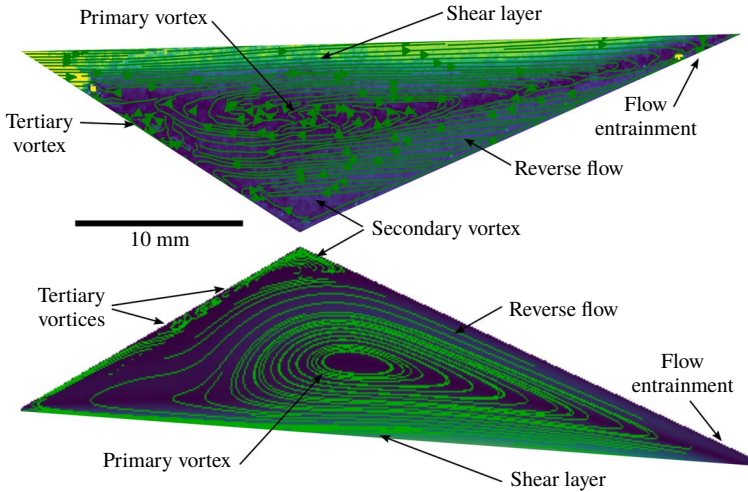 Primary vortex
Shear layer
Tertiary
vortex
Flow
entrainment
Reverse flow
10 mm
Secondary vortex
Tertiary
vortices
Reverse flow
Flow
entrainment
Primary vortex
Shear layer